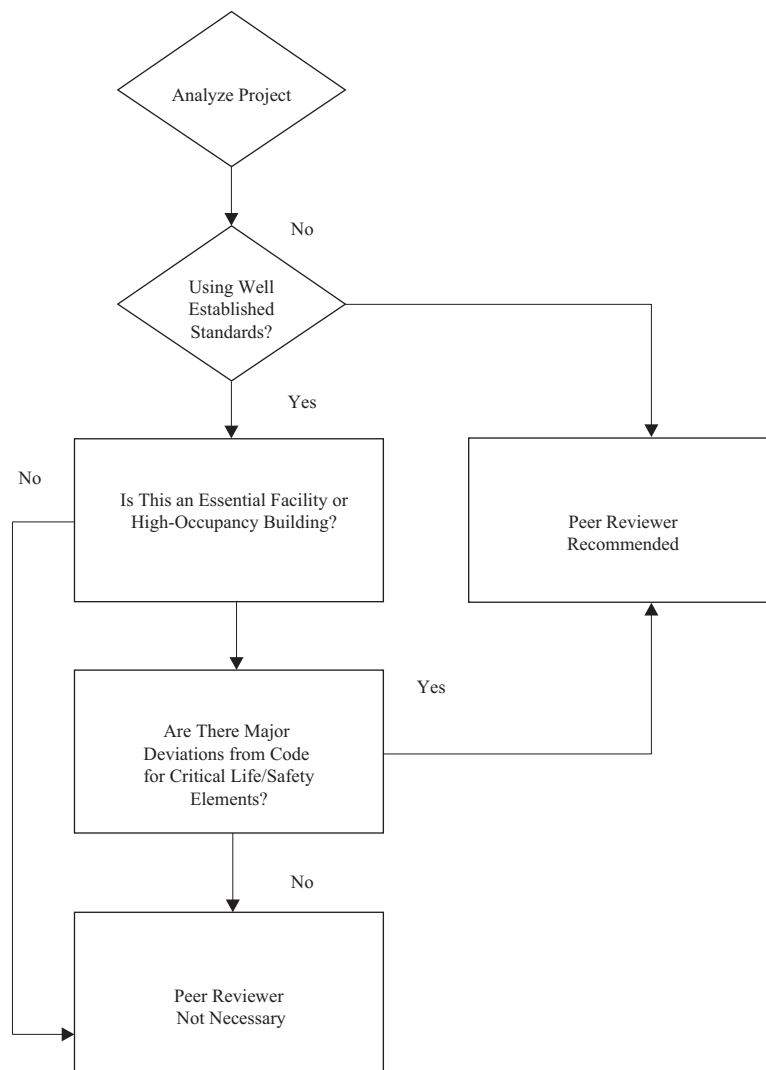 Analyze Project
No
Using Well
Established
Standards?
Yes
No
Is This an Essential Facility or
High-Occupancy Building?
Peer Reviewer
Recommended
Yes
Are There Major
Deviations from Code
for Critical Life/Safety
Elements?
No
Peer Reviewer
Not Necessary